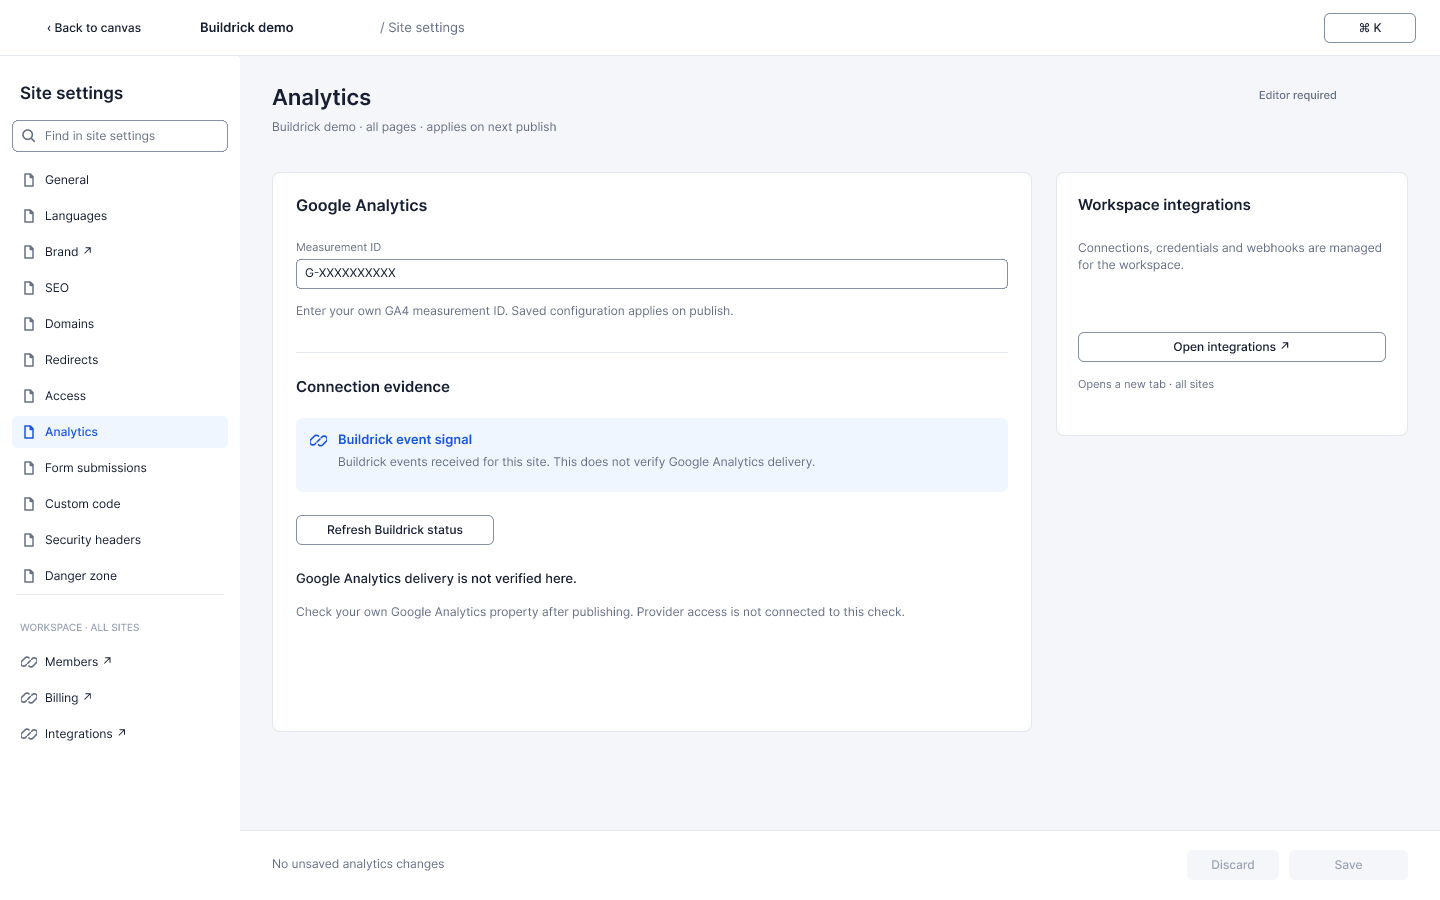 ‹ Back to canvas
Buildrick demo
/ Site settings
⌘ K
Site settings
Find in site settings
General
Languages
Brand ↗
SEO
Domains
Redirects
Access
Analytics
Form submissions
Custom code
Security headers
Danger zone
WORKSPACE · ALL SITES
Members ↗
Billing ↗
Integrations ↗
Analytics
Editor required
Buildrick demo · all pages · applies on next publish
Google Analytics
Measurement ID
G-XXXXXXXXXX
Enter your own GA4 measurement ID. Saved configuration applies on publish.
Connection evidence
Buildrick event signal
Buildrick events received for this site. This does not verify Google Analytics delivery.
Refresh Buildrick status
Google Analytics delivery is not verified here.
Check your own Google Analytics property after publishing. Provider access is not connected to this check.
Workspace integrations
Connections, credentials and webhooks are managed
for the workspace.
Open integrations ↗
Opens a new tab · all sites
No unsaved analytics changes
Discard
Save